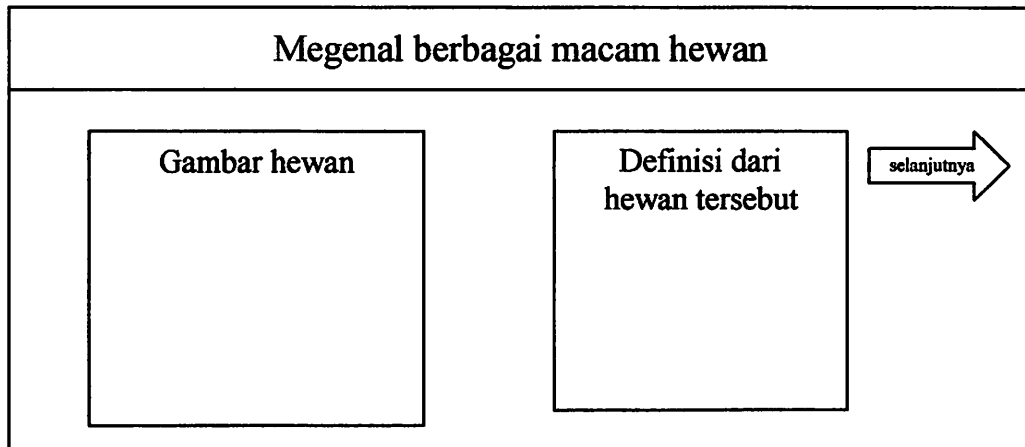 Megenal berbagai macam hewan
Gambar hewan
Definisi dari
hewan tersebut
selanjutnya